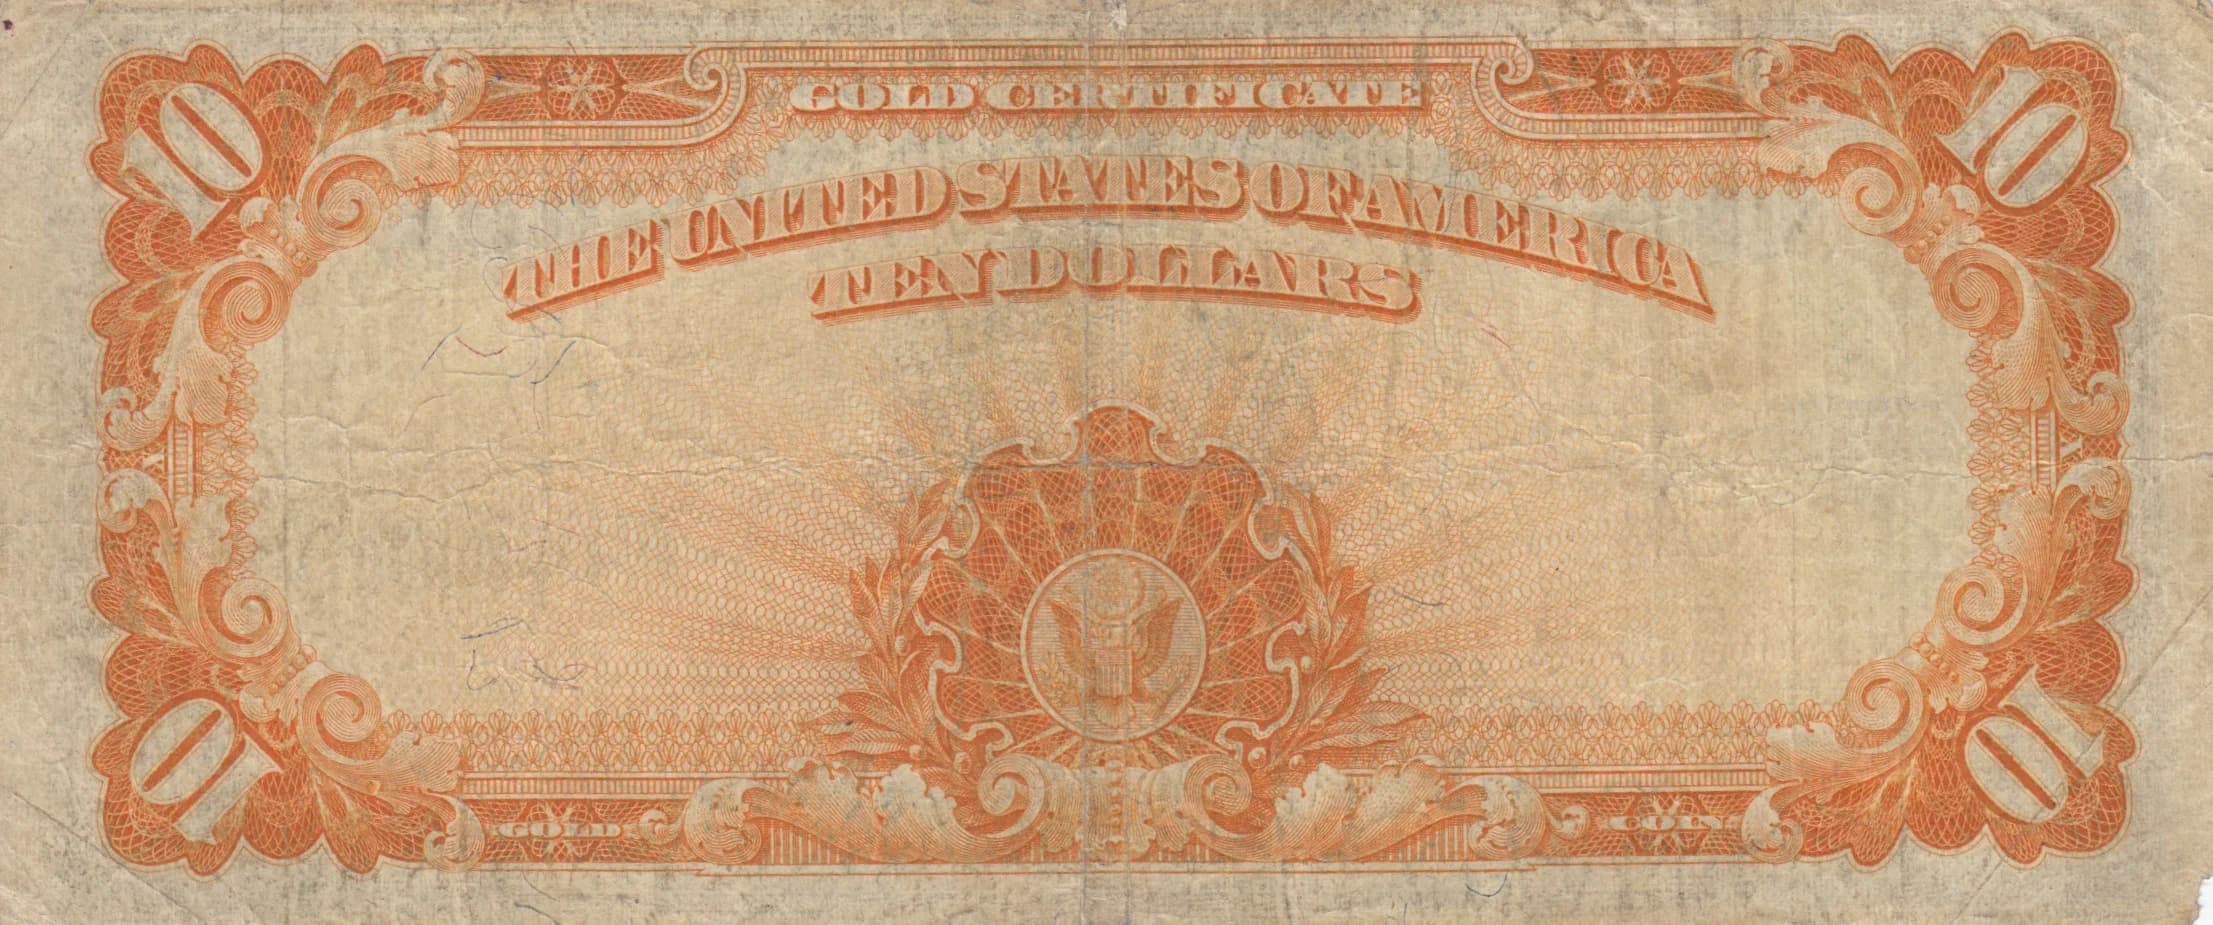 10 GOLD CERTIFICATE 10
THE UNITED STATES OF AMERICA
TEN DOLLARS
10 GOLD COIN 10